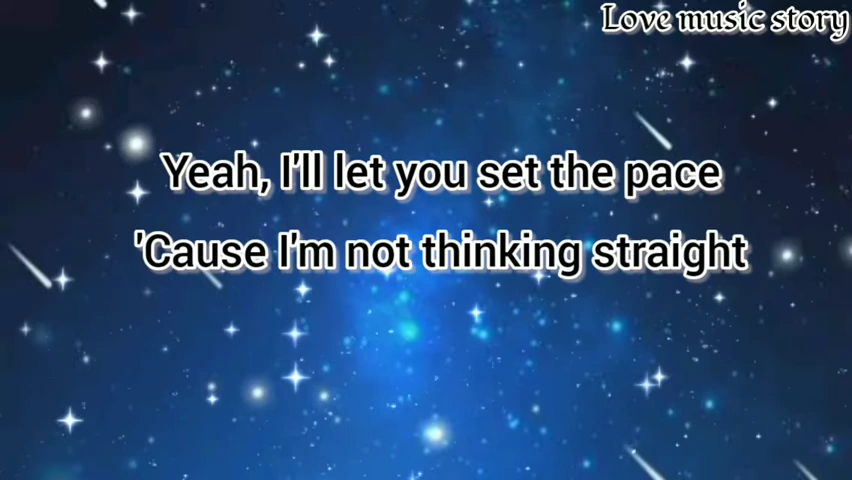 Love music story
Yeah, I'll let you set the pace
'Cause I'm not thinking straight